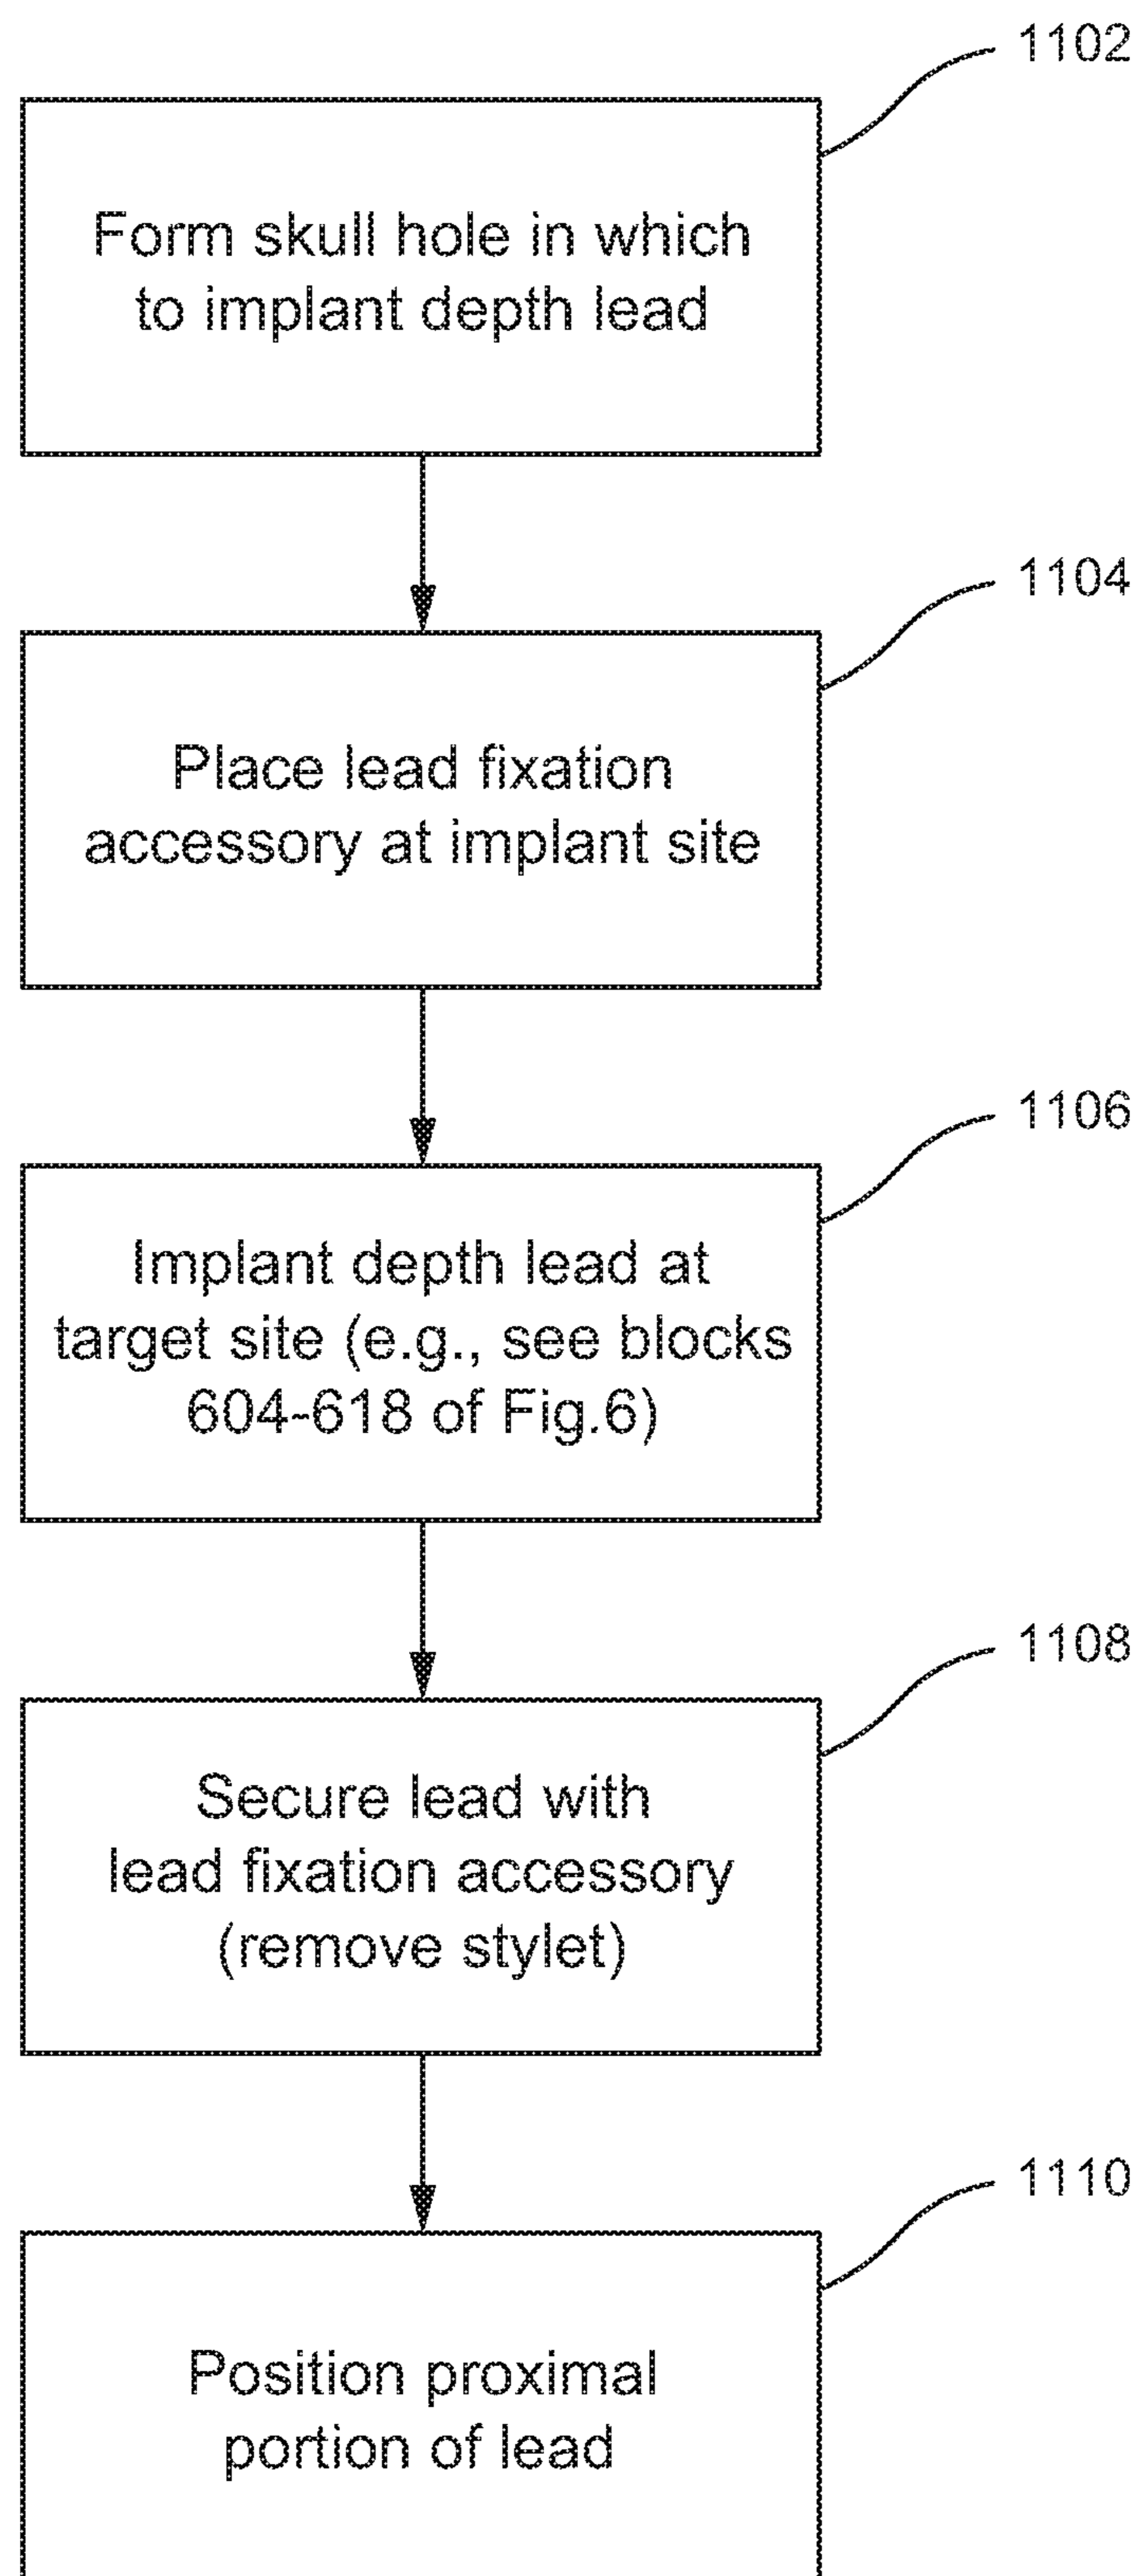 1102
Form skull hole in which
to implant depth lead
1104
Place lead fixation
accessory at implant site
1106
Implant depth lead at
target site (e.g., see blocks
604-618 of Fig.6)
1108
Secure lead with
lead fixation accessory
(remove stylet)
1110
Position proximal
portion of lead